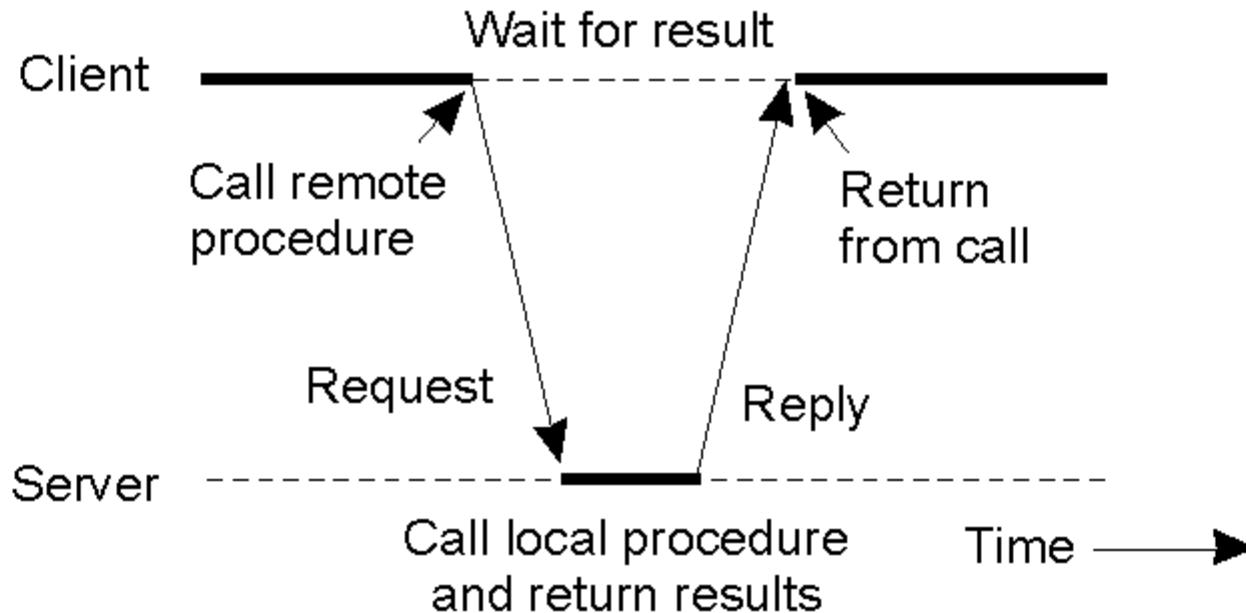 Wait for result
Client
Call remote
procedure
Return
from call
Request
Reply
Server
Call local procedure
and return results
Time